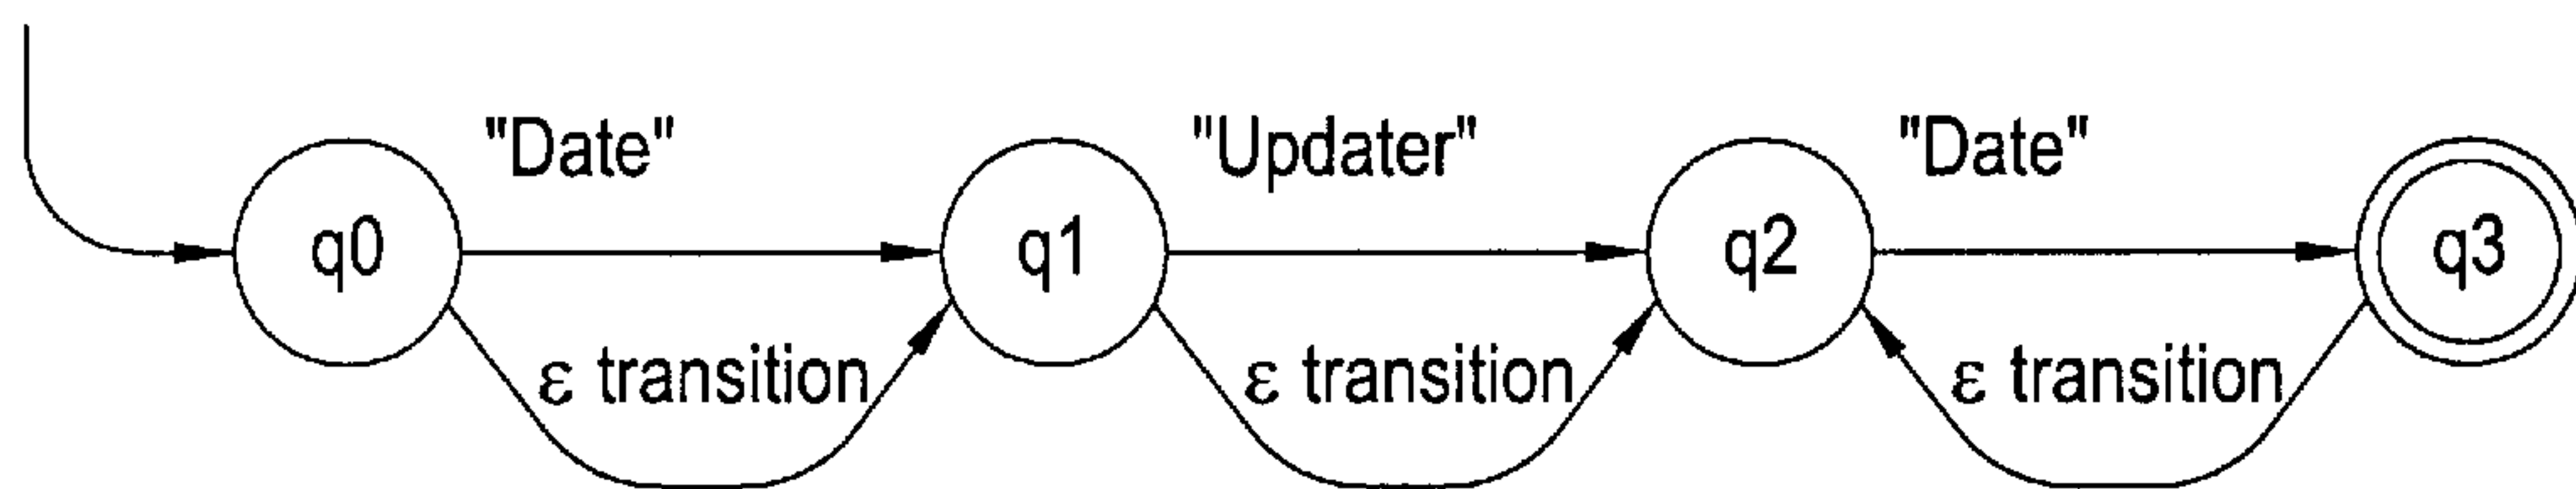 "Date" "Updater" "Date"
q0 q1 q2 q3
ε transition ε transition ε transition